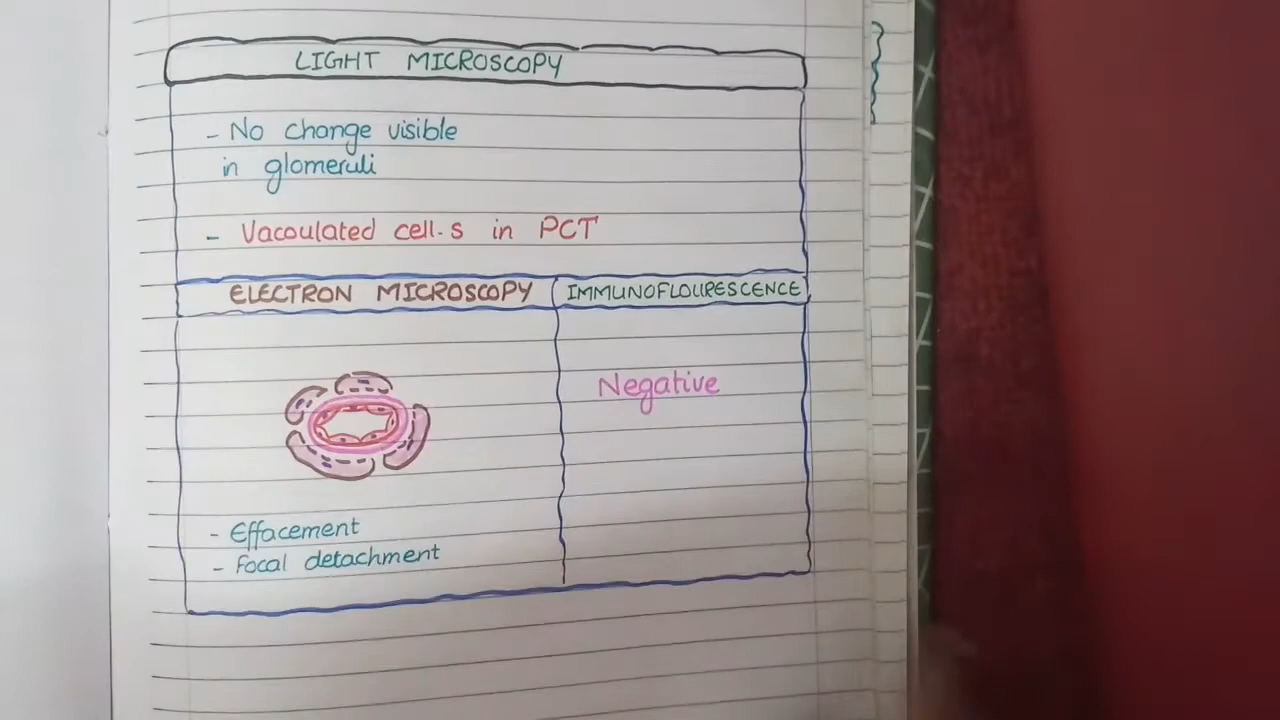 LIGHT MICROSCOPY
- No change visible
in glomeruli
- Vacoulated cell.s in PCT
ELECTRON MICROSCOPY
IMMUNOFLOURESCENCE
Negative
- Effacement
- Focal detachment